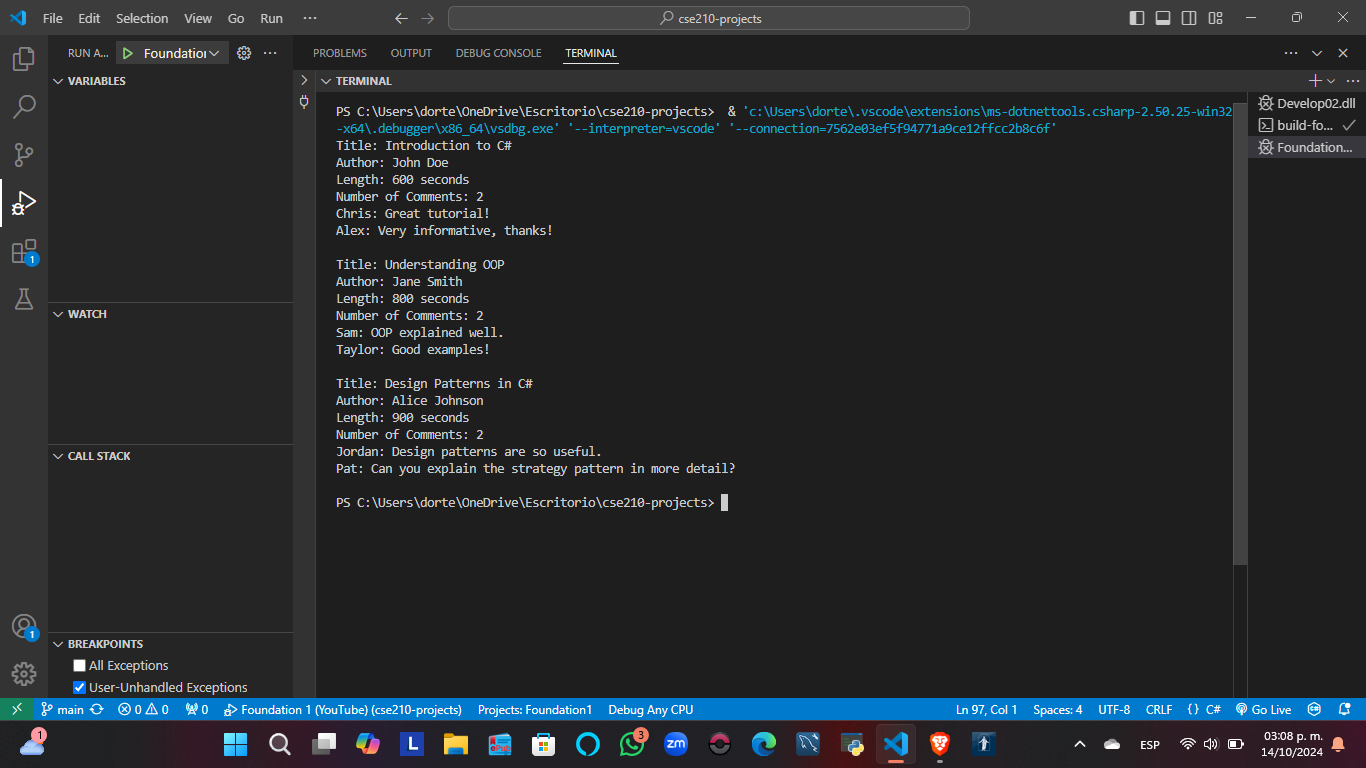 File Edit Selection View Go Run ···
cse210-projects
RUN A...
Foundation
PROBLEMS OUTPUT DEBUG CONSOLE TERMINAL
VARIABLES
WATCH
CALL STACK
BREAKPOINTS
All Exceptions
User-Unhandled Exceptions
TERMINAL
PS C:\Users\dorte\OneDrive\Escritorio\cse210-projects>  & 'c:\Users\dorte\.vscode\extensions\ms-dotnettools.csharp-2.50.25-win32
-x64\.debugger\x86_64\vsdbg.exe' '--interpreter=vscode' '--connection=7562e03ef5f94771a9ce12ffcc2b8c6f'
Title: Introduction to C#
Author: John Doe
Length: 600 seconds
Number of Comments: 2
Chris: Great tutorial!
Alex: Very informative, thanks!
Title: Understanding OOP
Author: Jane Smith
Length: 800 seconds
Number of Comments: 2
Sam: OOP explained well.
Taylor: Good examples!
Title: Design Patterns in C#
Author: Alice Johnson
Length: 900 seconds
Number of Comments: 2
Jordan: Design patterns are so useful.
Pat: Can you explain the strategy pattern in more detail?
PS C:\Users\dorte\OneDrive\Escritorio\cse210-projects>
Develop02.dll
build-fo...
Foundation...
1
1
main 0 0 0 Foundation 1 (YouTube) (cse210-projects) Projects: Foundation1 Debug Any CPU Ln 97, Col 1 Spaces: 4 UTF-8 CRLF {} C# Go Live
1
L
3
zm
ESP
03:08 p. m.
14/10/2024